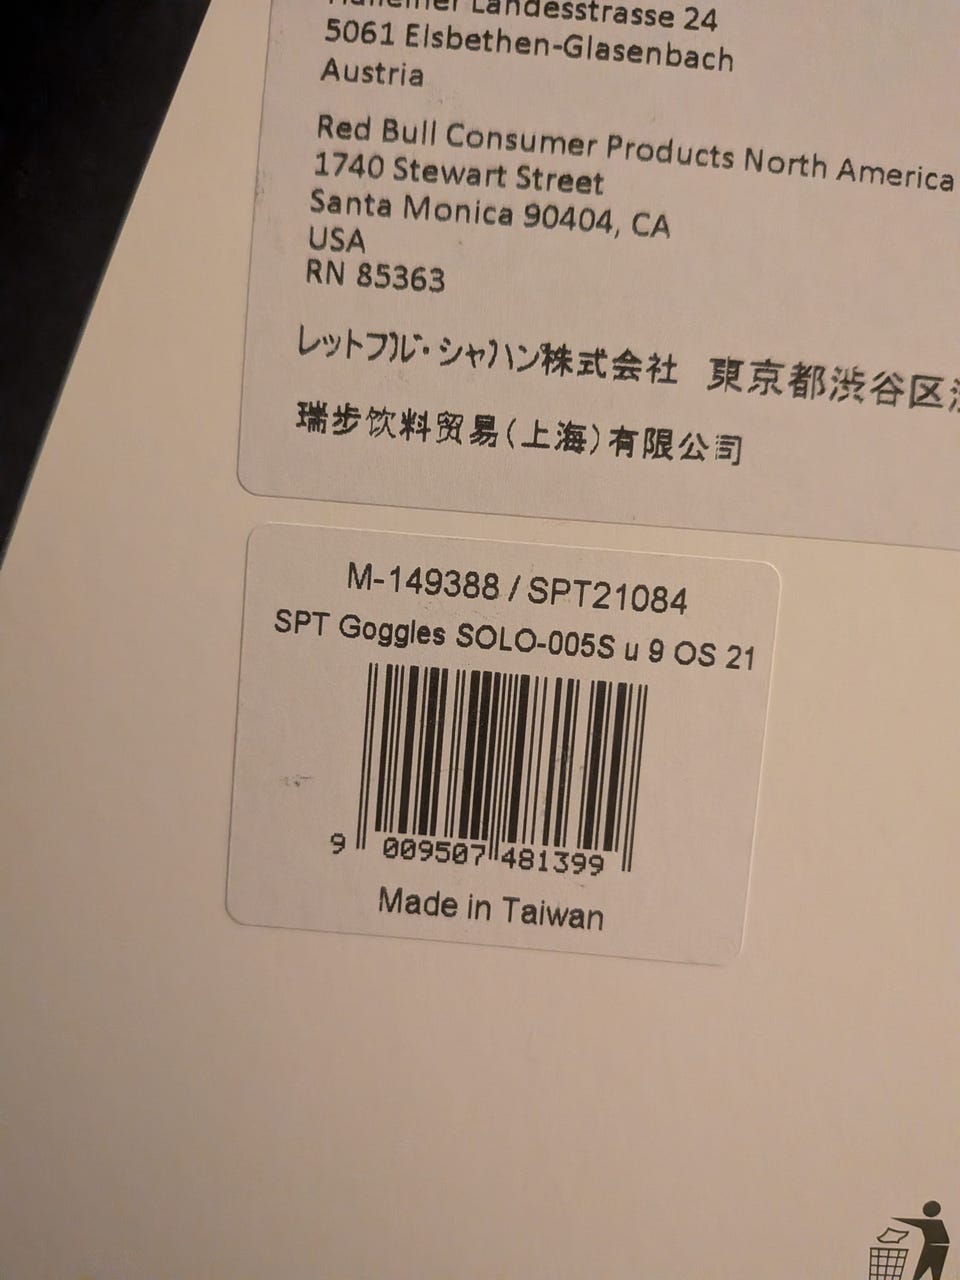 Landesstrasse 24
5061 Elsbethen-Glasenbach
Austria
Red Bull Consumer Products North America
1740 Stewart Street
Santa Monica 90404, CA
USA
RN 85363
レットブル・シャハン株式会社 東京都渋谷区
瑞步饮料贸易(上海)有限公司
M-149388 / SPT21084
SPT Goggles SOLO-005S u 9 OS 21
9 009507 481399
Made in Taiwan